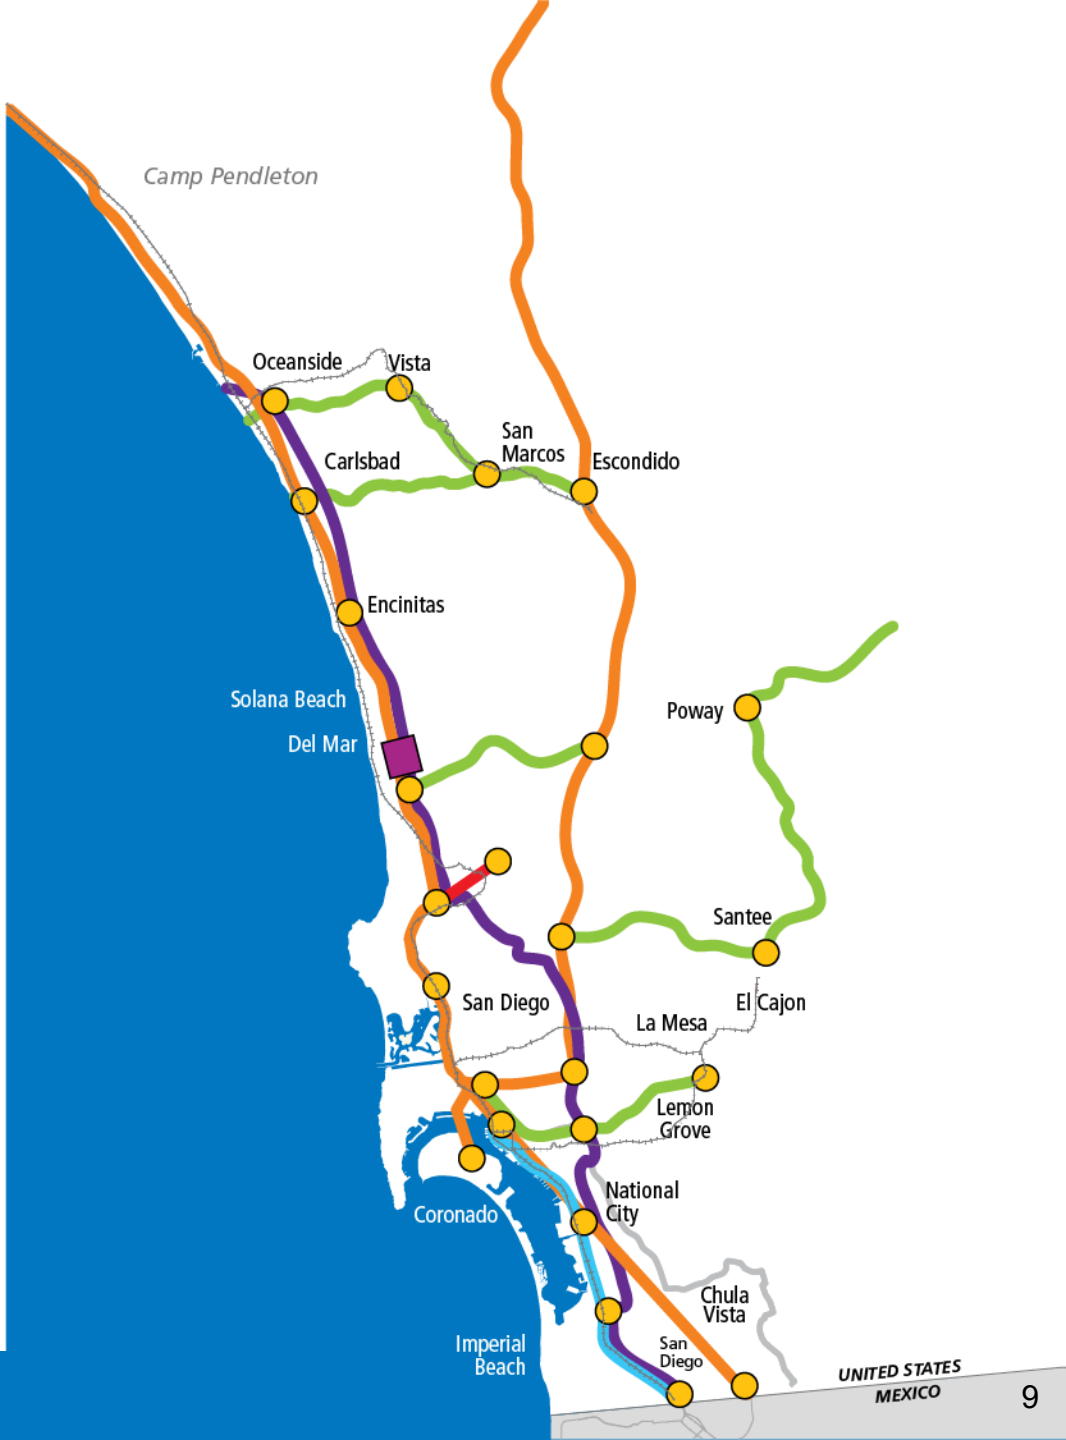 Camp Pendleton
Oceanside
Vista
San
Marcos
Carlsbad
Escondido
Encinitas
Solana Beach
Poway
Del Mar
Santee
San Diego
El Cajon
La Mesa
Lemon
Grove
National
City
Coronado
Chula
Vista
Imperial
Beach
San
Diego
UNITED STATES
MEXICO
9